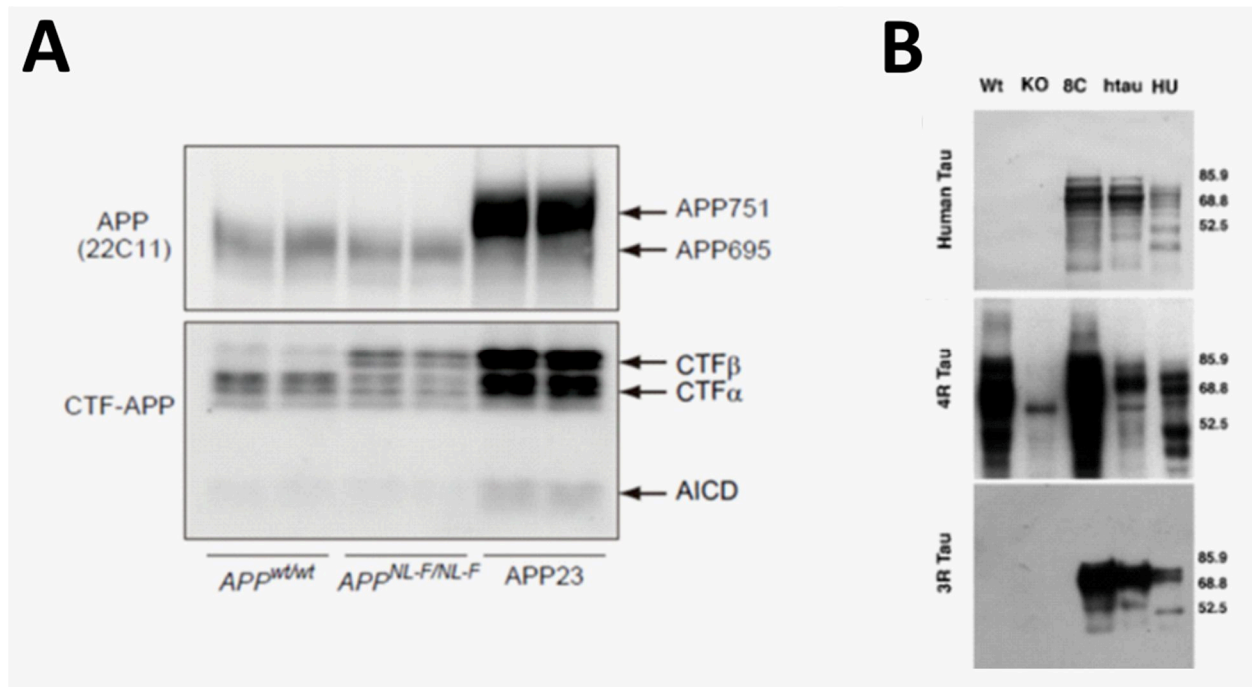 A
APP
(22C11)
APP751
APP695
CTF-APP
CTFβ
CTFα
AICD
APPwt/wt
APPNL-F/NL-F
APP23
B
Wt KO 8C htau HU
Human Tau
85.9
68.8
52.5
4R Tau
85.9
68.8
52.5
3R Tau
85.9
68.8
52.5